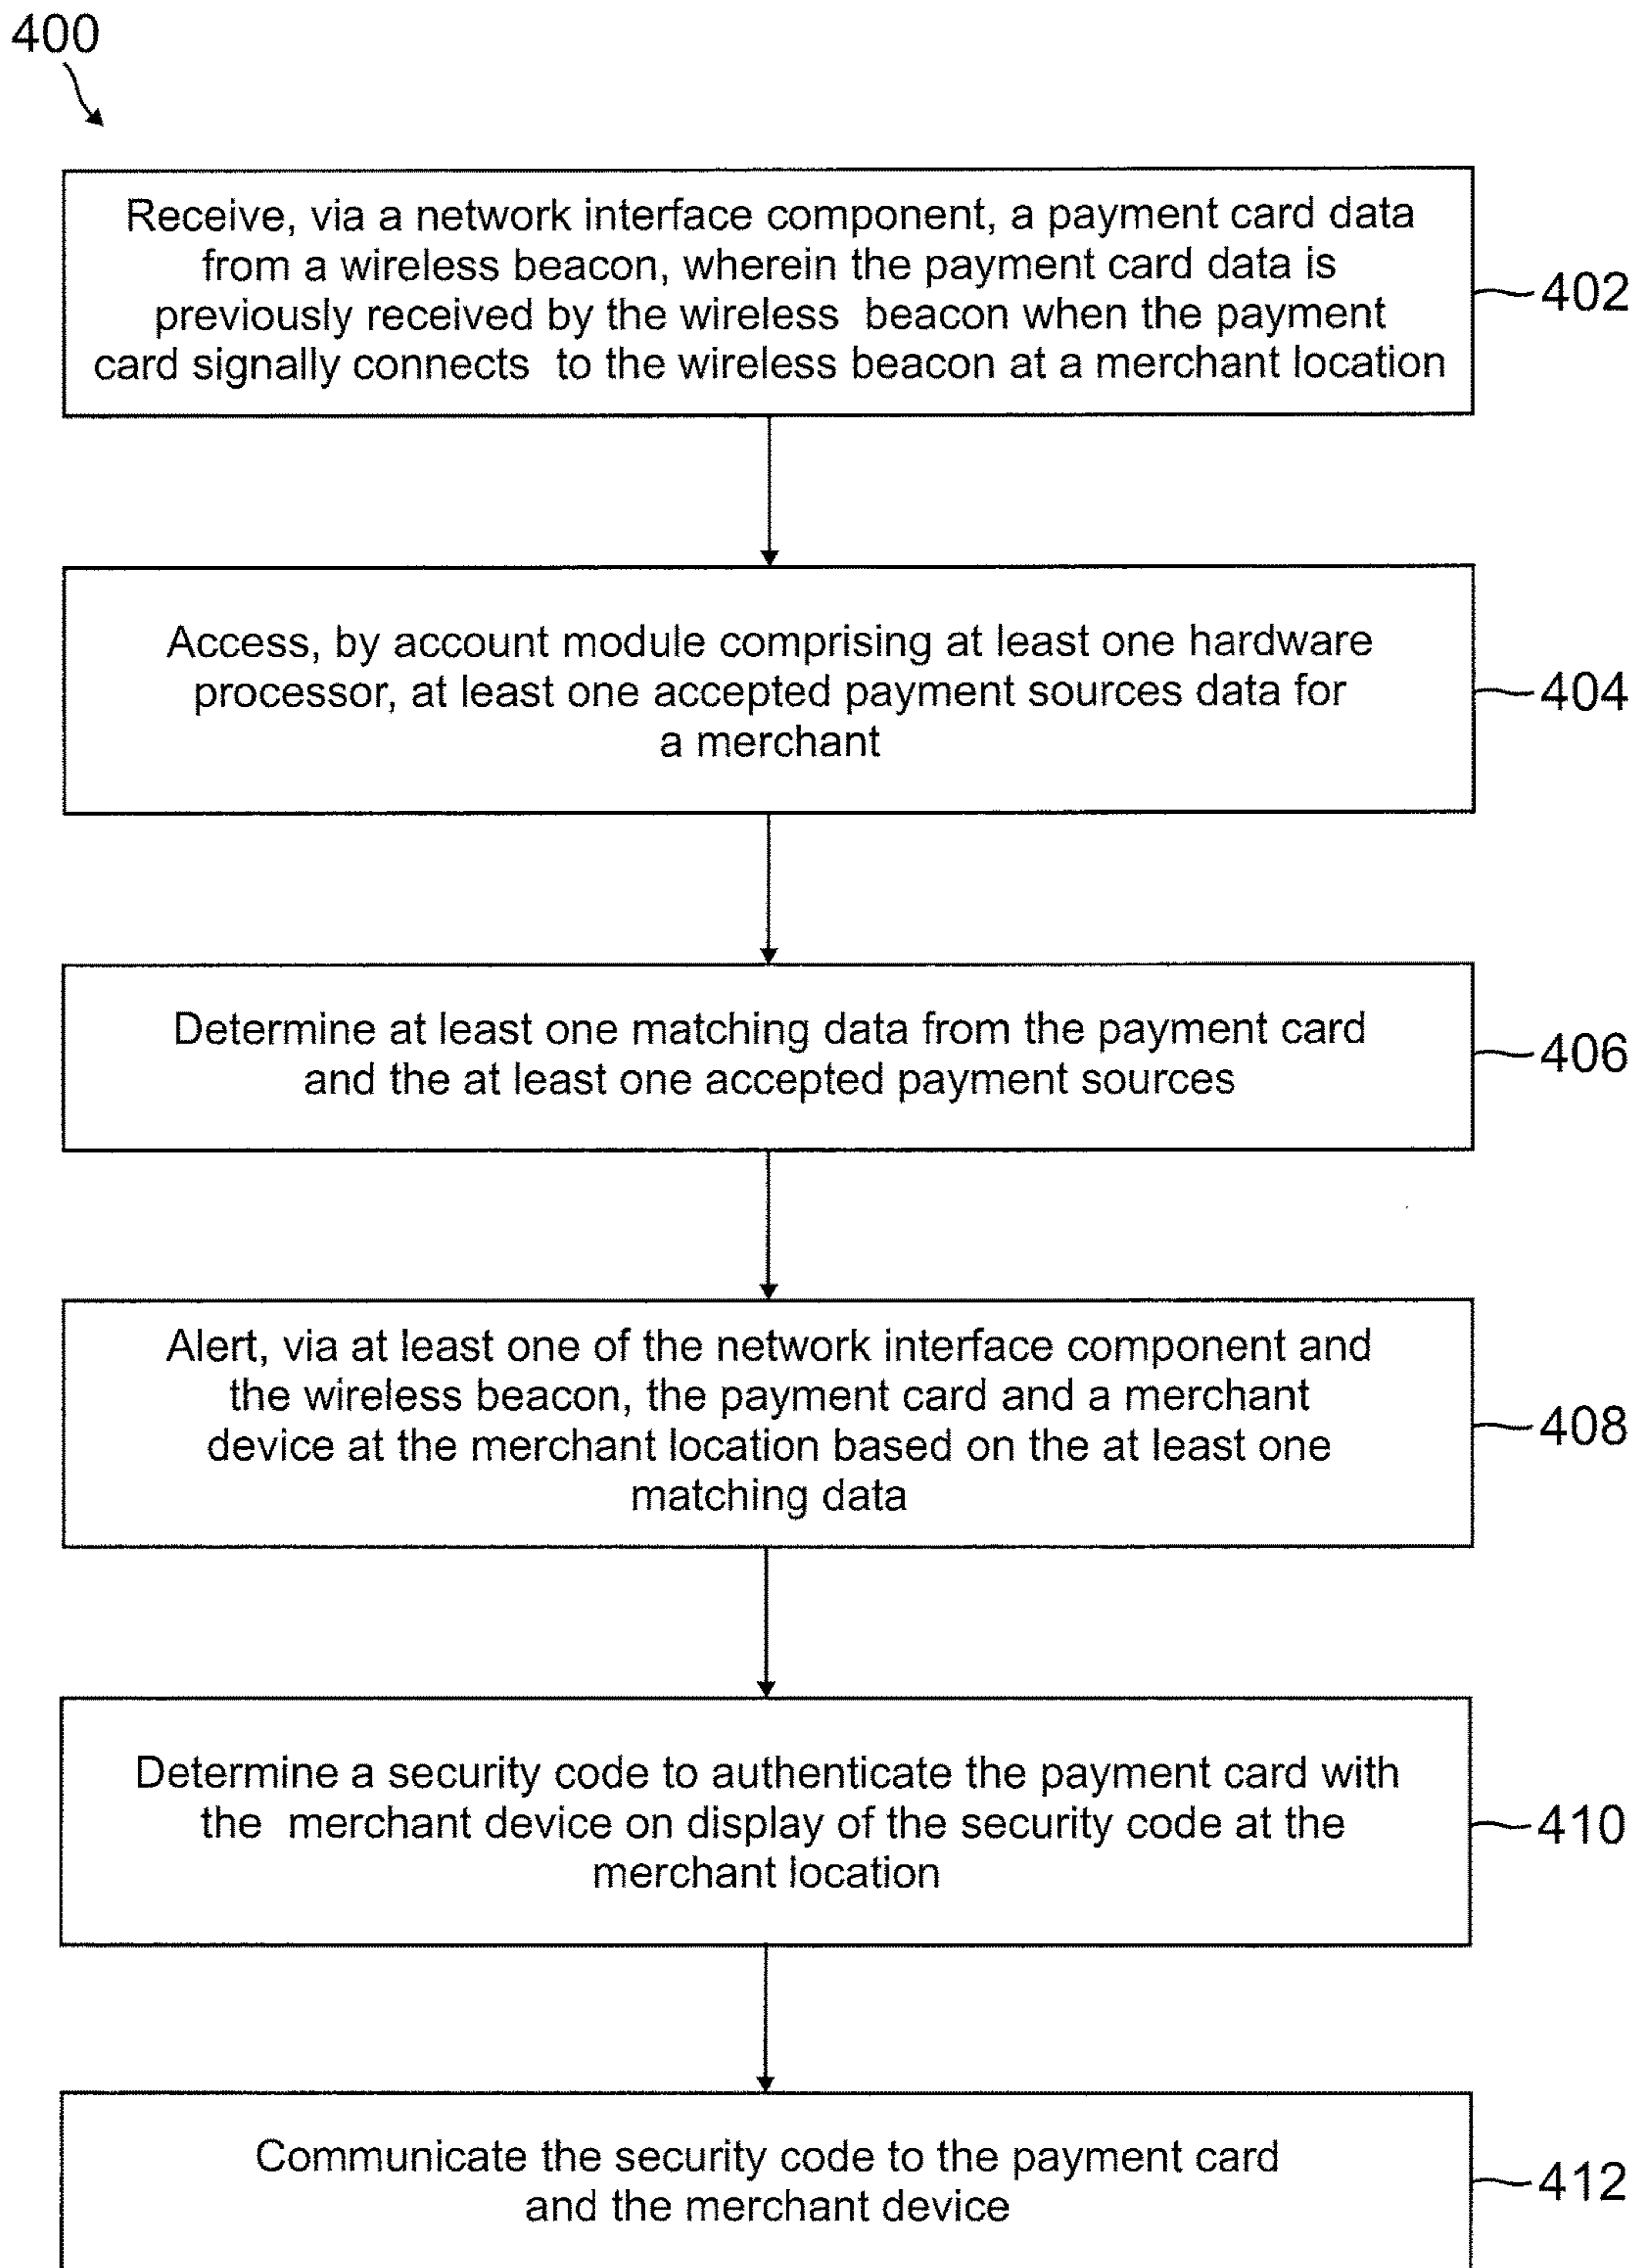 400
Receive, via a network interface component, a payment card data
from a wireless beacon, wherein the payment card data is
previously received by the wireless beacon when the payment
card signally connects to the wireless beacon at a merchant location
402
Access, by account module comprising at least one hardware
processor, at least one accepted payment sources data for
a merchant
404
Determine at least one matching data from the payment card
and the at least one accepted payment sources
406
Alert, via at least one of the network interface component and
the wireless beacon, the payment card and a merchant
device at the merchant location based on the at least one
matching data
408
Determine a security code to authenticate the payment card with
the merchant device on display of the security code at the
merchant location
410
Communicate the security code to the payment card
and the merchant device
412